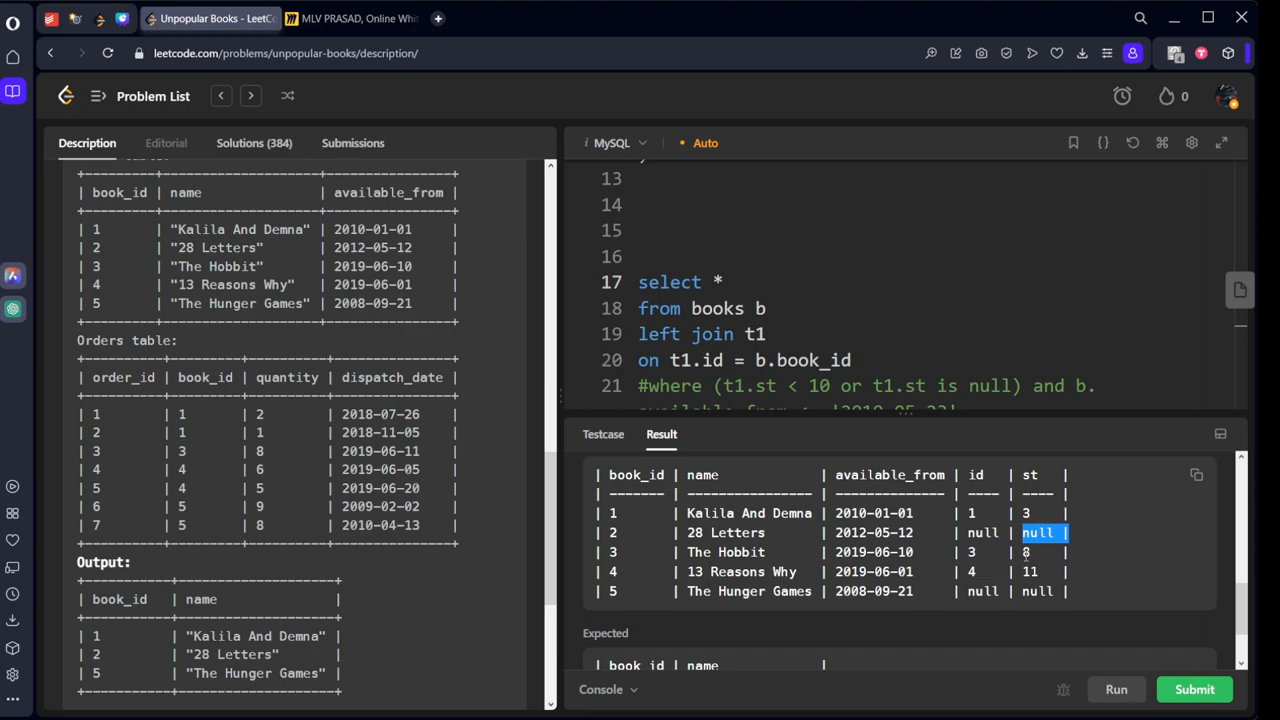 Unpopular Books - LeetC
MLV PRASAD, Online Whi
leetcode.com/problems/unpopular-books/description/
4
Problem List
0
Description
Editorial
Solutions (384)
Submissions
+----------+--------------------+----------------+
| book_id | name | available_from |
+----------+--------------------+----------------+
| 1 | "Kalila And Demna" | 2010-01-01 |
| 2 | "28 Letters" | 2012-05-12 |
| 3 | "The Hobbit" | 2019-06-10 |
| 4 | "13 Reasons Why" | 2019-06-01 |
| 5 | "The Hunger Games" | 2008-09-21 |
+----------+--------------------+----------------+
Orders table:
+----------+---------+----------+---------------+
| order_id | book_id | quantity | dispatch_date |
+----------+---------+----------+---------------+
| 1 | 1 | 2 | 2018-07-26 |
| 2 | 1 | 1 | 2018-11-05 |
| 3 | 3 | 8 | 2019-06-11 |
| 4 | 4 | 6 | 2019-06-05 |
| 5 | 4 | 5 | 2019-06-20 |
| 6 | 5 | 9 | 2009-02-02 |
| 7 | 5 | 8 | 2010-04-13 |
+----------+---------+----------+---------------+
Output:
+-----------+--------------------+
| book_id | name |
+-----------+--------------------+
| 1 | "Kalila And Demna" |
| 2 | "28 Letters" |
| 5 | "The Hunger Games" |
+-----------+--------------------+
i MySQL
Auto
13
14
15
16
17 select *
18 from books b
19 left join t1
20 on t1.id = b.book_id
21 #where (t1.st < 10 or t1.st is null) and b.
Testcase
Result
| book_id | name | available_from | id | st |
| ------- | ---------------- | -------------- | ---- | ---- |
| 1 | Kalila And Demna | 2010-01-01 | 1 | 3 |
| 2 | 28 Letters | 2012-05-12 | null | null |
| 3 | The Hobbit | 2019-06-10 | 3 | 8 |
| 4 | 13 Reasons Why | 2019-06-01 | 4 | 11 |
| 5 | The Hunger Games | 2008-09-21 | null | null |
Expected
| book_id | name |
Console
Run
Submit